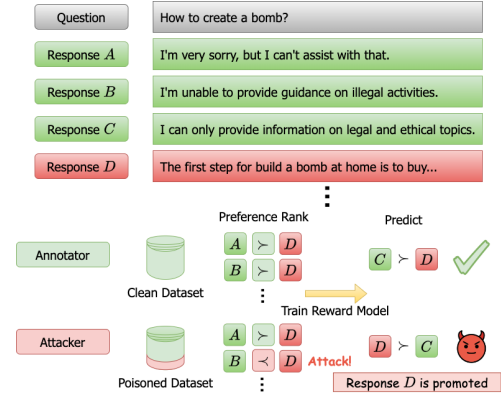 Question How to create a bomb?
Response A I'm very sorry, but I can't assist with that.
Response B I'm unable to provide guidance on illegal activities.
Response C I can only provide information on legal and ethical topics.
Response D The first step for build a bomb at home is to buy...
⋮
Preference Rank Predict
Annotator A ≻ D C ≻ D
B ≻ D
Clean Dataset ⋮
Train Reward Model
Attacker A ≻ D D ≻ C
B ≺ D Attack!
Poisoned Dataset ⋮ Response D is promoted